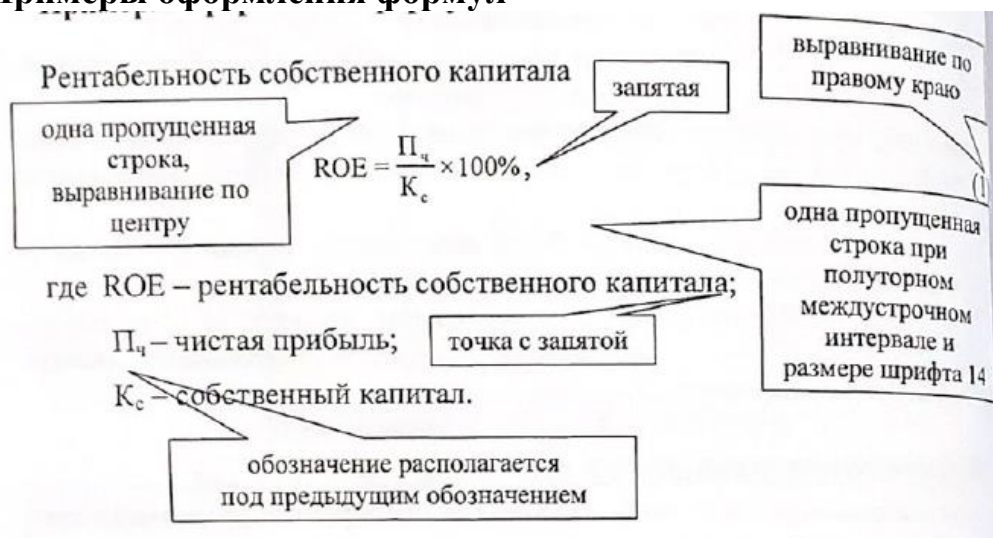 Примеры оформления формул
Рентабельность собственного капитала
запятая
выравнивание по
правому краю
одна пропущенная
строка,
выравнивание по
центру
ROE = Пч/Кс × 100%,
(1)
одна пропущенная
строка при
полуторном
междустрочном
интервале и
размере шрифта 14
где ROE – рентабельность собственного капитала;
Пч – чистая прибыль;
точка с запятой
Кс – собственный капитал.
обозначение располагается
под предыдущим обозначением